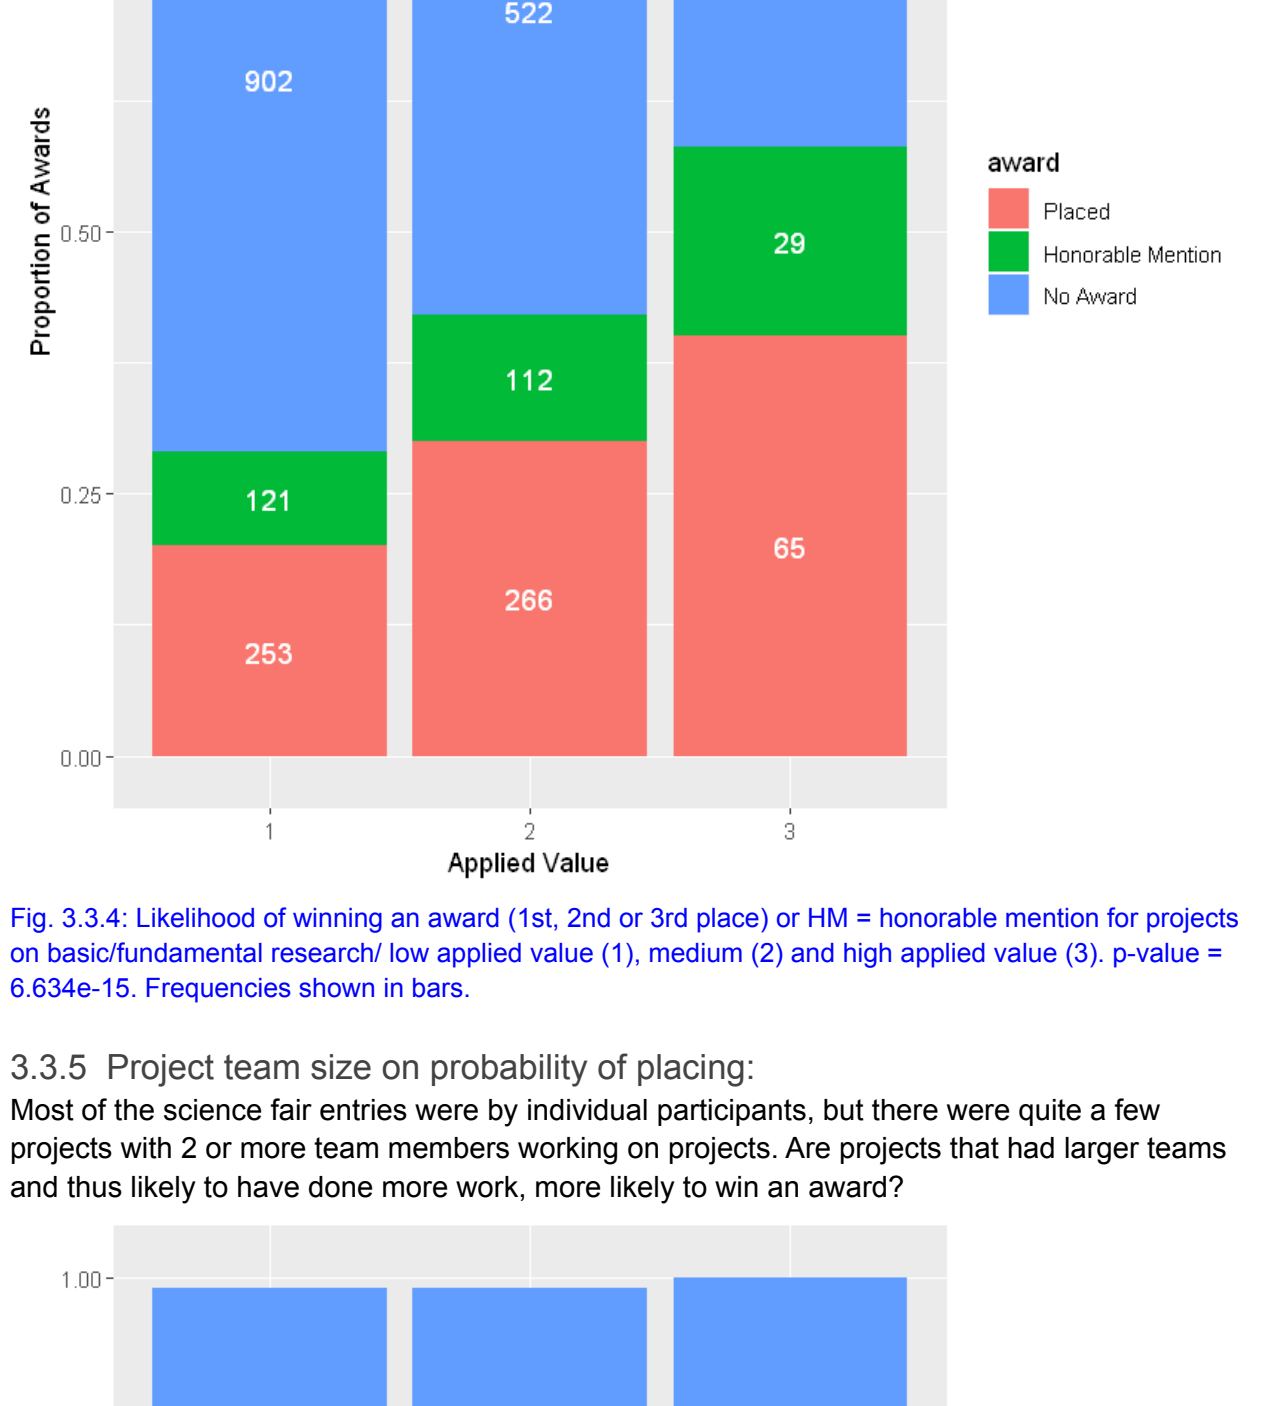 522
902
Proportion of Awards
award
Placed
0.50
29
Honorable Mention
No Award
112
0.25
121
65
266
253
0.00
1 2 3
Applied Value
Fig. 3.3.4: Likelihood of winning an award (1st, 2nd or 3rd place) or HM = honorable mention for projects
on basic/fundamental research/ low applied value (1), medium (2) and high applied value (3). p-value =
6.634e-15. Frequencies shown in bars.
3.3.5 Project team size on probability of placing:
Most of the science fair entries were by individual participants, but there were quite a few
projects with 2 or more team members working on projects. Are projects that had larger teams
and thus likely to have done more work, more likely to win an award?
1.00